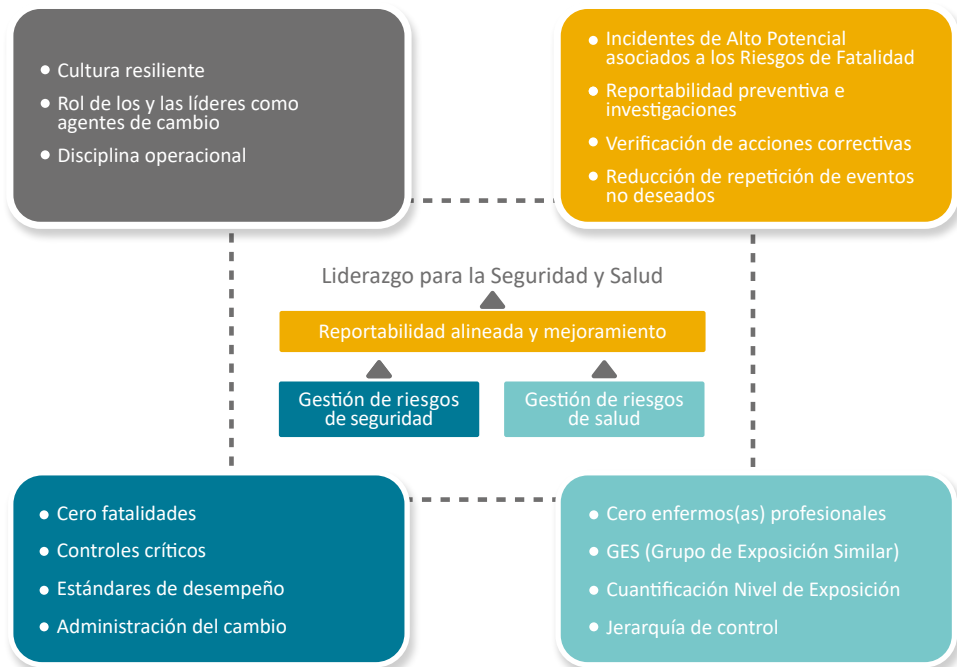 Cultura resiliente
Rol de los y las líderes como
agentes de cambio
Disciplina operacional
Incidentes de Alto Potencial
asociados a los Riesgos de Fatalidad
Reportabilidad preventiva e
investigaciones
Verificación de acciones correctivas
Reducción de repetición de eventos
no deseados
Liderazgo para la Seguridad y Salud
Reportabilidad alineada y mejoramiento
Gestión de riesgos
de seguridad
Gestión de riesgos
de salud
Cero fatalidades
Controles críticos
Estándares de desempeño
Administración del cambio
Cero enfermos(as) profesionales
GES (Grupo de Exposición Similar)
Cuantificación Nivel de Exposición
Jerarquía de control